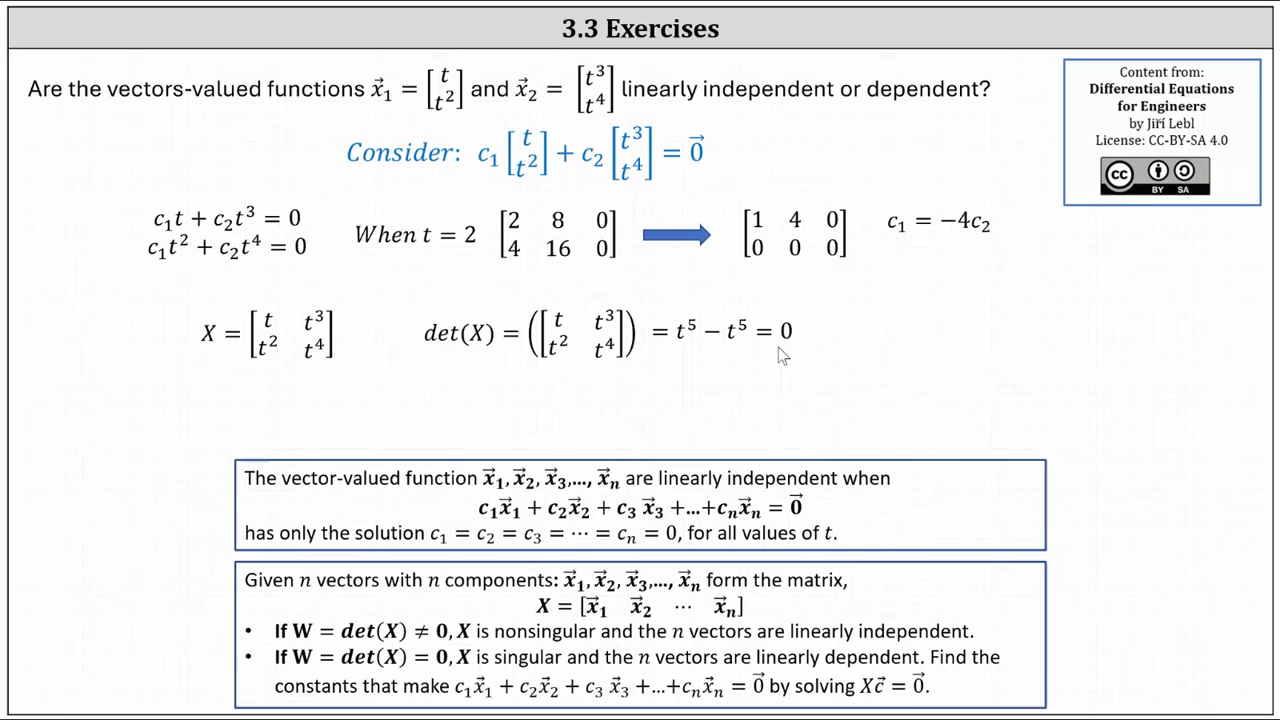 3.3 Exercises
Are the vectors-valued functions x⃗₁ = [t; t²] and x⃗₂ = [t³; t⁴] linearly independent or dependent?
Consider: c₁ [t; t²] + c₂ [t³; t⁴] = 0⃗
c₁t + c₂t³ = 0
c₁t² + c₂t⁴ = 0
When t = 2 [2 8 0; 4 16 0] → [1 4 0; 0 0 0] c₁ = −4c₂
X = [t t³; t² t⁴] det(X) = ([t t³; t² t⁴]) = t⁵ − t⁵ = 0
Content from:
Differential Equations
for Engineers
by Jiří Lebl
License: CC-BY-SA 4.0
cc BY SA
The vector-valued function x⃗₁, x⃗₂, x⃗₃,..., x⃗ₙ are linearly independent when
c₁x⃗₁ + c₂x⃗₂ + c₃ x⃗₃ +...+cₙx⃗ₙ = 0⃗
has only the solution c₁ = c₂ = c₃ = ⋯ = cₙ = 0, for all values of t.
Given n vectors with n components: x⃗₁, x⃗₂, x⃗₃,..., x⃗ₙ form the matrix,
X = [x⃗₁ x⃗₂ ⋯ x⃗ₙ]
• If W = det(X) ≠ 0, X is nonsingular and the n vectors are linearly independent.
• If W = det(X) = 0, X is singular and the n vectors are linearly dependent. Find the
constants that make c₁x⃗₁ + c₂x⃗₂ + c₃ x⃗₃ +...+cₙx⃗ₙ = 0⃗ by solving Xc⃗ = 0⃗.